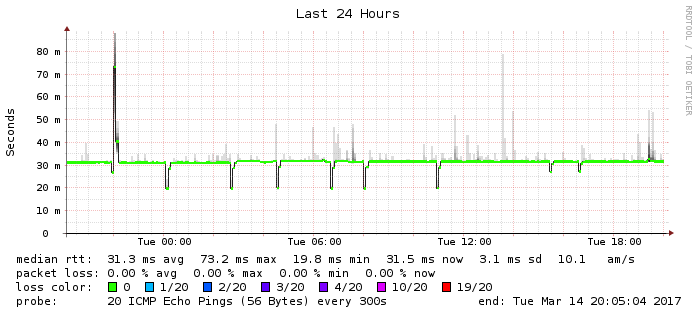 Last 24 Hours
RRDTOOL / TOBI OETIKER
Seconds
80 m
70 m
60 m
50 m
40 m
30 m
20 m
10 m
0
Tue 00:00 Tue 06:00 Tue 12:00 Tue 18:00
median rtt: 31.3 ms avg 73.2 ms max 19.8 ms min 31.5 ms now 3.1 ms sd 10.1 am/s
packet loss: 0.00 % avg 0.00 % max 0.00 % min 0.00 % now
loss color: 0 1/20 2/20 3/20 4/20 10/20 19/20
probe: 20 ICMP Echo Pings (56 Bytes) every 300s end: Tue Mar 14 20:05:04 2017